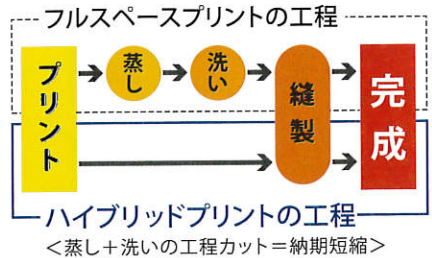 フルスペースプリントの工程
プリント
蒸し
洗い
縫製
完成
ハイブリッドプリントの工程
＜蒸し＋洗いの工程カット＝納期短縮＞